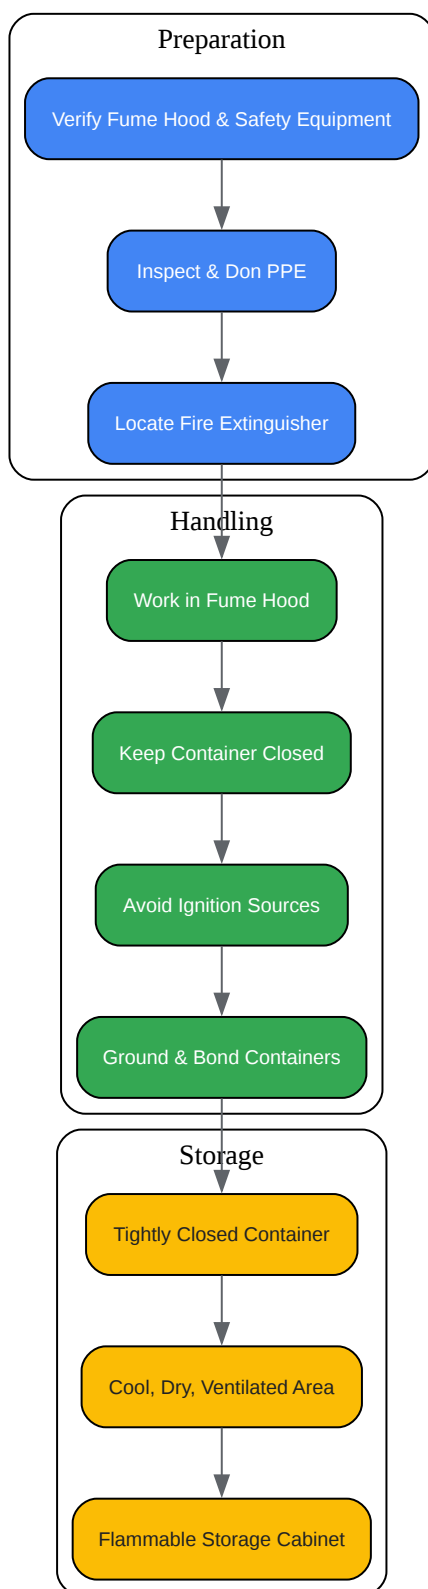 Preparation
Verify Fume Hood & Safety Equipment
Inspect & Don PPE
Locate Fire Extinguisher
Handling
Work in Fume Hood
Keep Container Closed
Avoid Ignition Sources
Ground & Bond Containers
Storage
Tightly Closed Container
Cool, Dry, Ventilated Area
Flammable Storage Cabinet